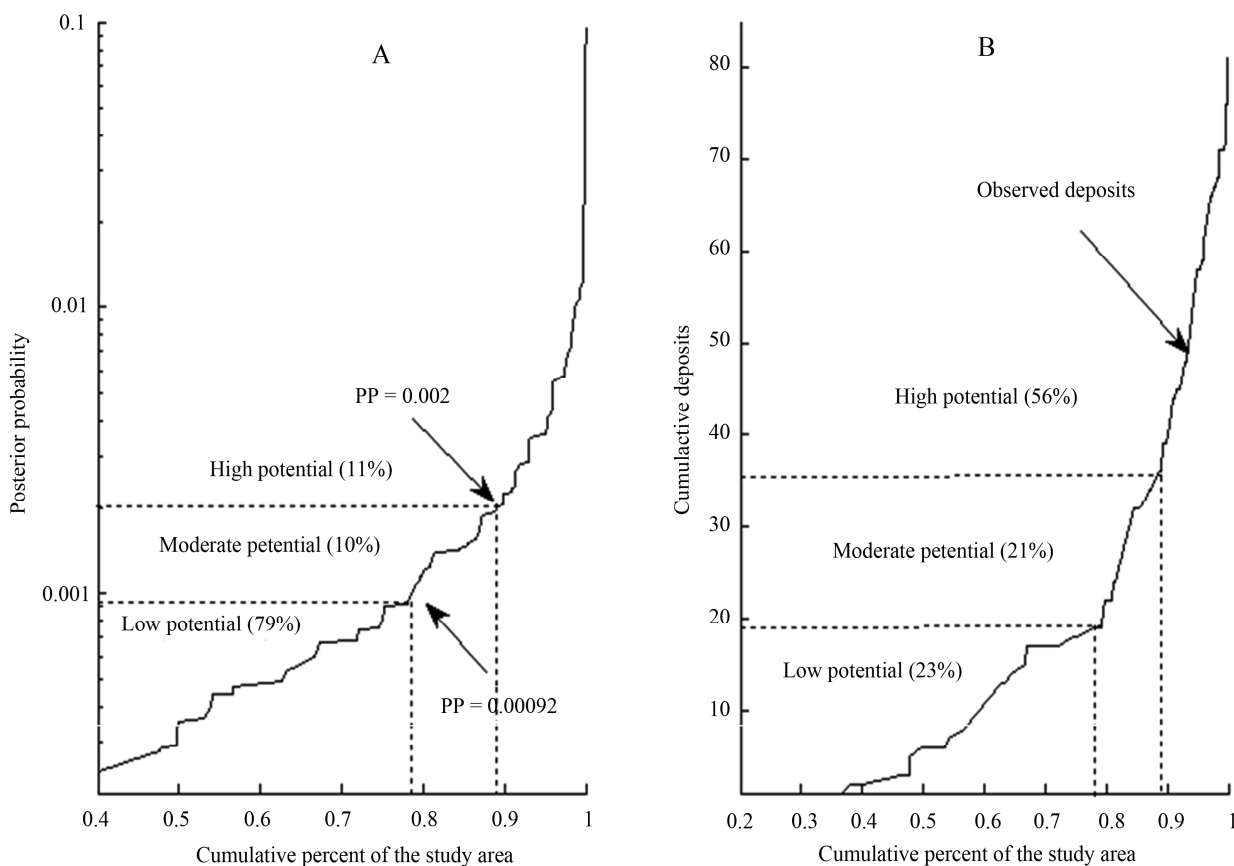 A
Posterior probability
0.1
0.01
0.001
PP = 0.002
High potential (11%)
Moderate petential (10%)
Low potential (79%)
PP = 0.00092
0.4 0.5 0.6 0.7 0.8 0.9 1
Cumulative percent of the study area
B
Cumulactive deposits
80
70
60
50
40
30
20
10
Observed deposits
High potential (56%)
Moderate petential (21%)
Low potential (23%)
0.2 0.3 0.4 0.5 0.6 0.7 0.8 0.9 1
Cumulative percent of the study area